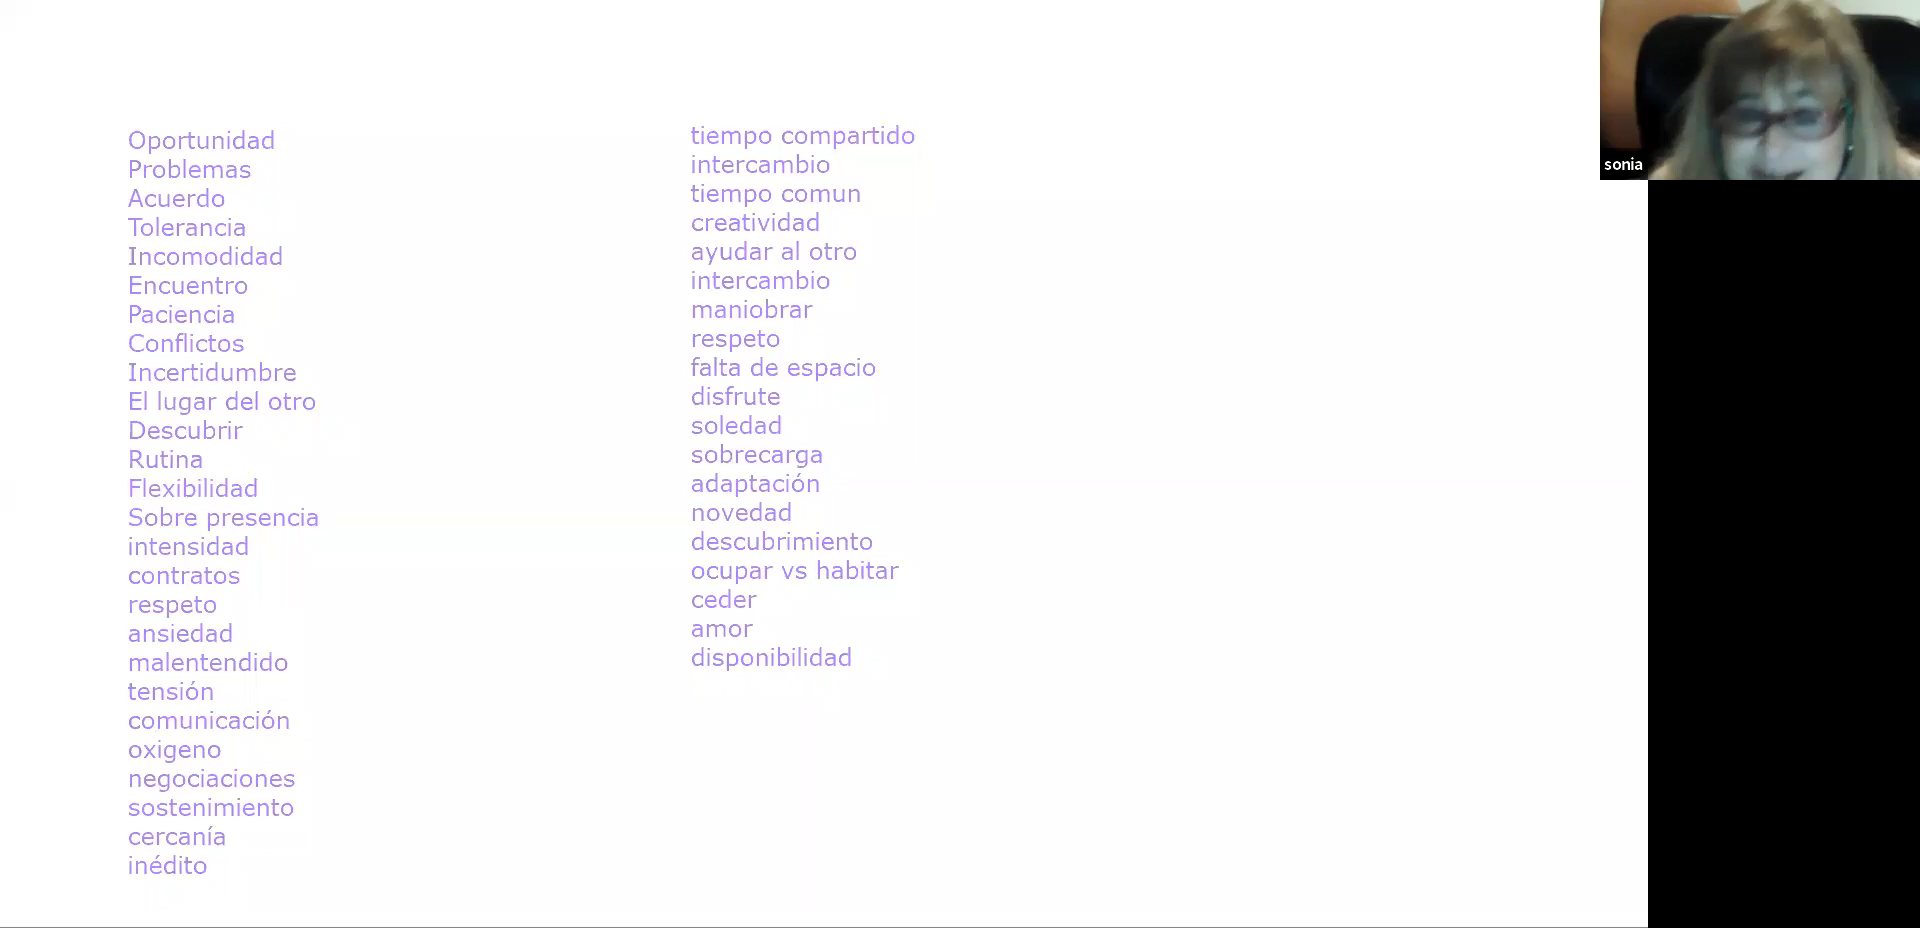 Oportunidad
Problemas
Acuerdo
Tolerancia
Incomodidad
Encuentro
Paciencia
Conflictos
Incertidumbre
El lugar del otro
Descubrir
Rutina
Flexibilidad
Sobre presencia
intensidad
contratos
respeto
ansiedad
malentendido
tensión
comunicación
oxigeno
negociaciones
sostenimiento
cercanía
inédito
tiempo compartido
intercambio
tiempo comun
creatividad
ayudar al otro
intercambio
maniobrar
respeto
falta de espacio
disfrute
soledad
sobrecarga
adaptación
novedad
descubrimiento
ocupar vs habitar
ceder
amor
disponibilidad
sonia